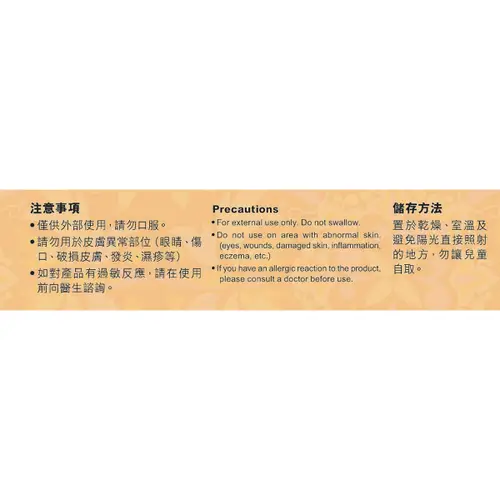 注意事項
•僅供外部使用，請勿口服。
•請勿用於皮膚異常部位（眼睛、傷
口、破損皮膚、發炎、濕疹等）
•如對產品有過敏反應，請在使用
前向醫生諮詢。
Precautions
•For external use only. Do not swallow.
•Do not use on area with abnormal skin.
(eyes, wounds, damaged skin, inflammation,
eczema, etc.)
•If you have an allergic reaction to the product,
please consult a doctor before use.
儲存方法
置於乾燥、室溫及
避免陽光直接照射
的地方，勿讓兒童
自取。